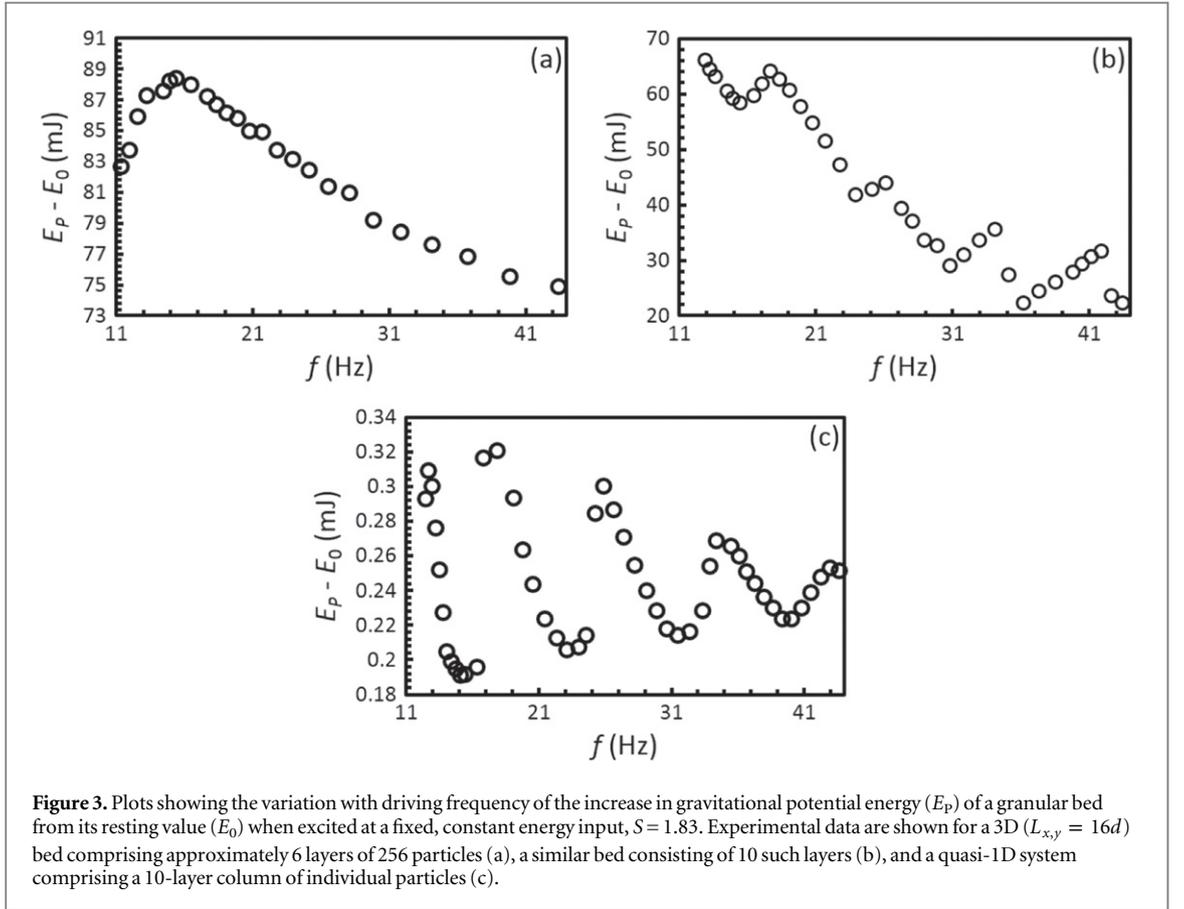 91
89
87
85
83
81
79
77
75
73
11
21
31
41
E_P - E_0 (mJ)
f (Hz)
(a)
70
60
50
40
30
20
11
21
31
41
E_P - E_0 (mJ)
f (Hz)
(b)
0.34
0.32
0.3
0.28
0.26
0.24
0.22
0.2
0.18
11
21
31
41
E_P - E_0 (mJ)
f (Hz)
(c)
Figure 3. Plots showing the variation with driving frequency of the increase in gravitational potential energy (E_P) of a granular bed
from its resting value (E_0) when excited at a fixed, constant energy input, S = 1.83. Experimental data are shown for a 3D (L_{x,y} = 16d)
bed comprising approximately 6 layers of 256 particles (a), a similar bed consisting of 10 such layers (b), and a quasi-1D system
comprising a 10-layer column of individual particles (c).